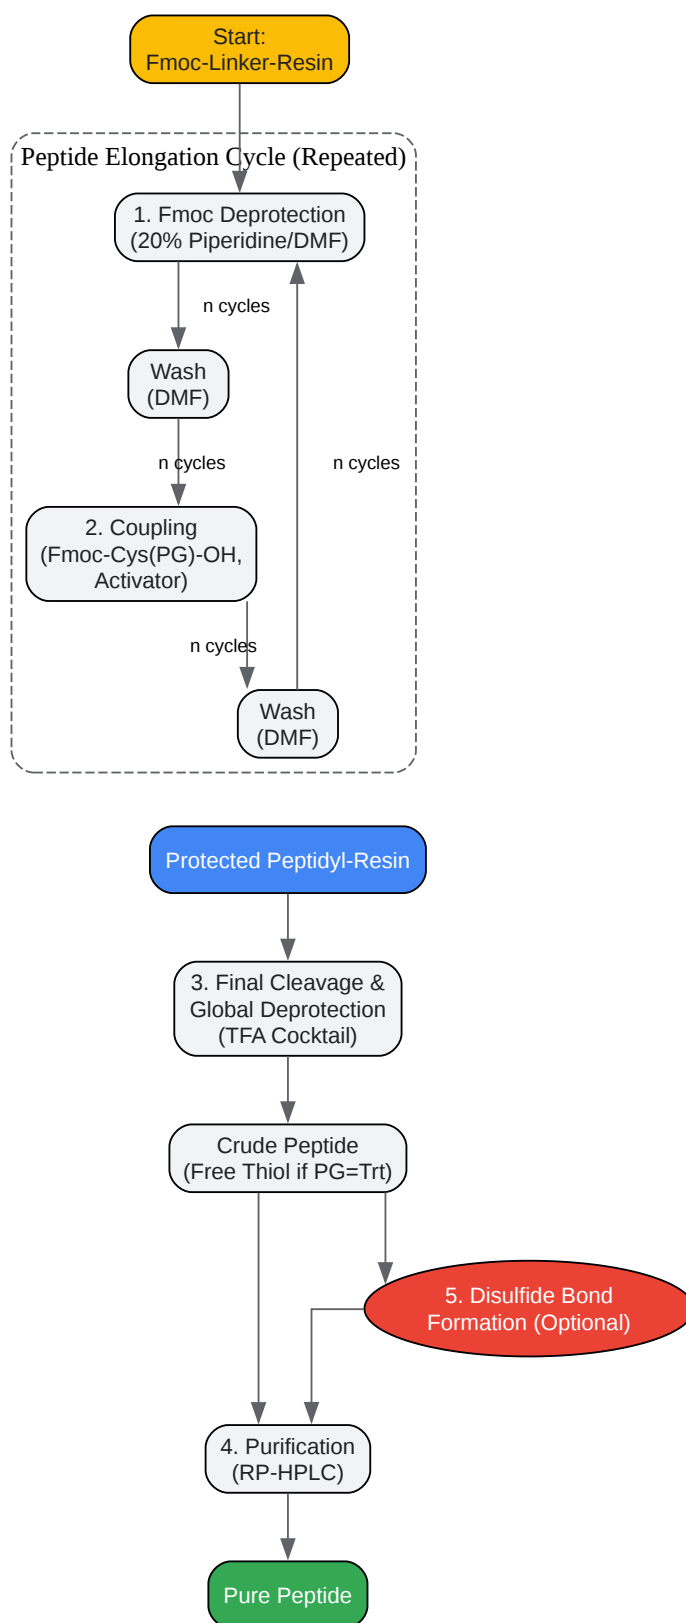 Start:
Fmoc-Linker-Resin
Peptide Elongation Cycle (Repeated)
1. Fmoc Deprotection
(20% Piperidine/DMF)
n cycles
Wash
(DMF)
n cycles
n cycles
2. Coupling
(Fmoc-Cys(PG)-OH,
Activator)
n cycles
Wash
(DMF)
Protected Peptidyl-Resin
3. Final Cleavage &
Global Deprotection
(TFA Cocktail)
Crude Peptide
(Free Thiol if PG=Trt)
5. Disulfide Bond
Formation (Optional)
4. Purification
(RP-HPLC)
Pure Peptide